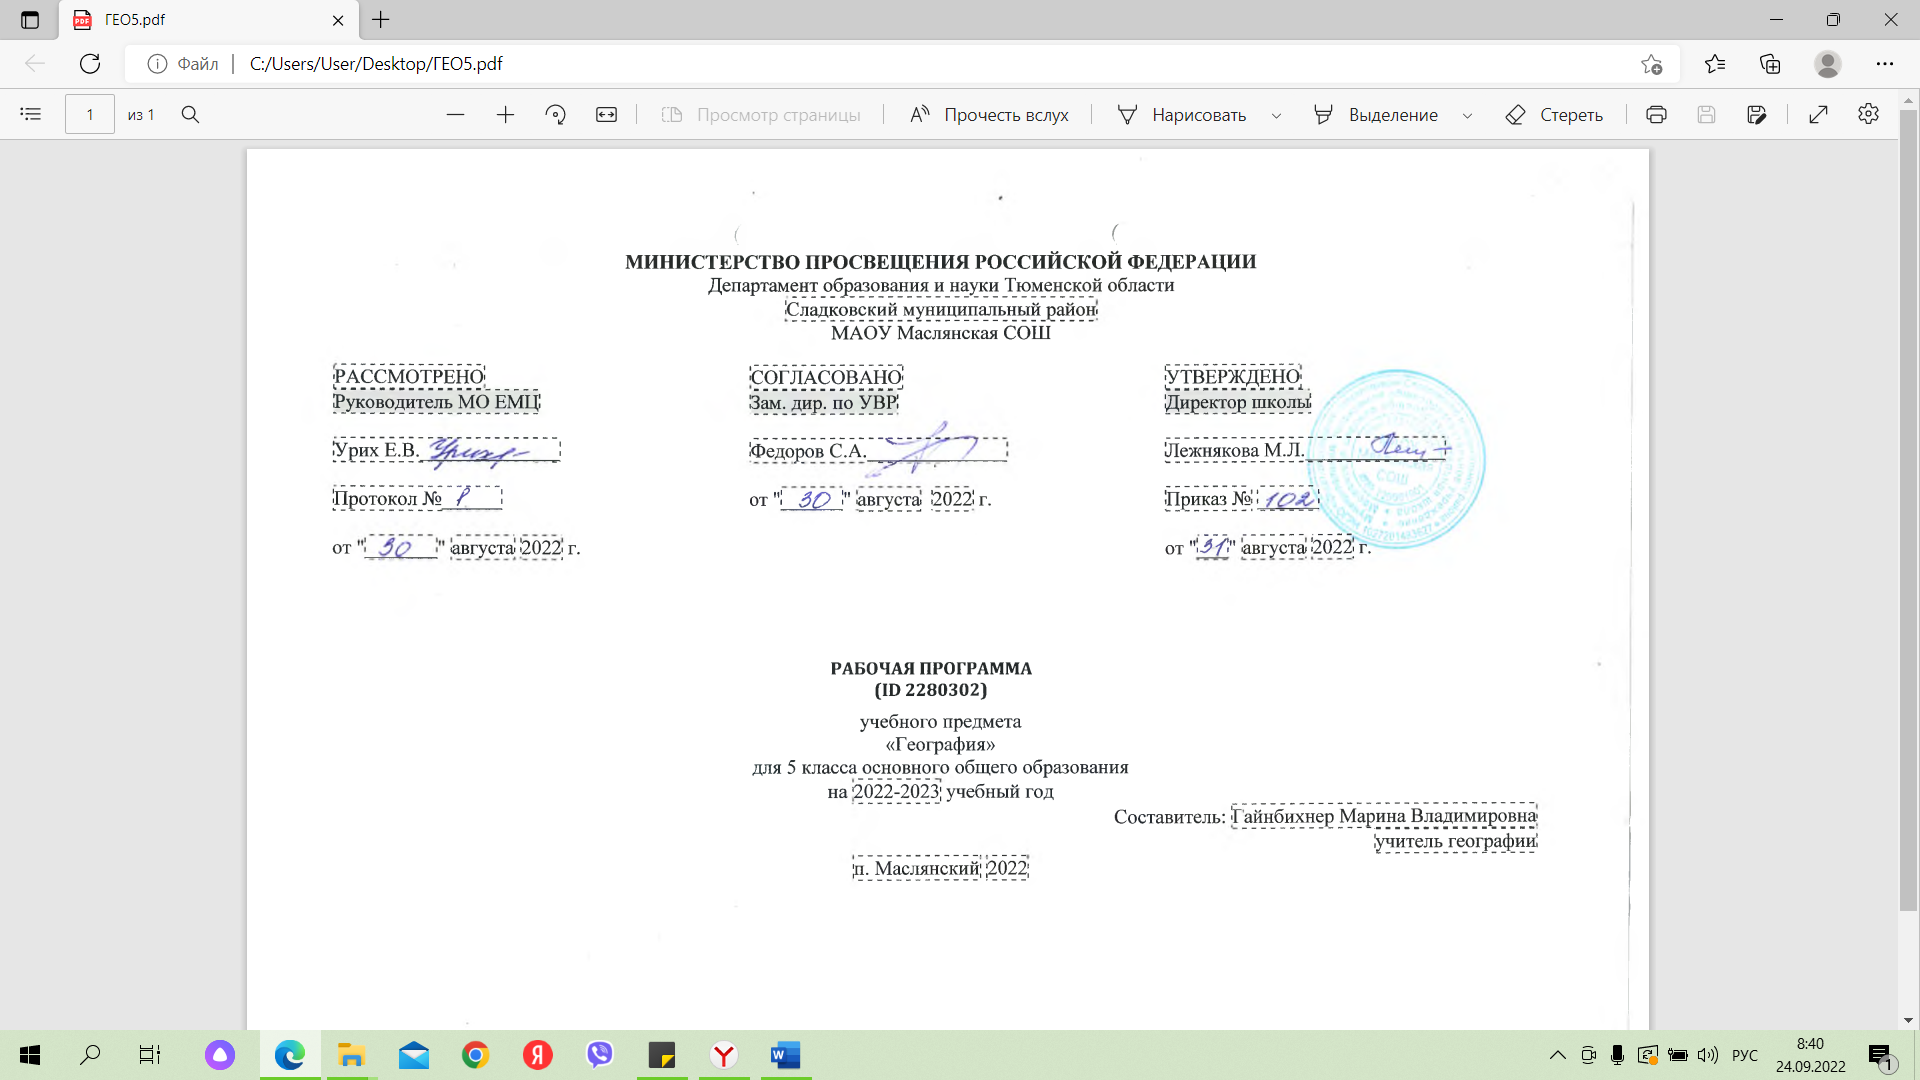 ГЕО5.pdf
Файл C:/Users/User/Desktop/ГЕО5.pdf
1 из 1 Просмотр страницы Прочесть вслух Нарисовать Выделение Стереть
МИНИСТЕРСТВО ПРОСВЕЩЕНИЯ РОССИЙСКОЙ ФЕДЕРАЦИИ
Департамент образования и науки Тюменской области
Сладковский муниципальный район
МАОУ Маслянская СОШ
РАССМОТРЕНО
Руководитель МО ЕМЦ
Урих Е.В.
Протокол № 1
от "30" августа 2022 г.
СОГЛАСОВАНО
Зам. дир. по УВР
Федоров С.А.
от "30" августа 2022 г.
УТВЕРЖДЕНО
Директор школы
Лежнякова М.Л.
Приказ № 102
от "31" августа 2022 г.
СОШ
РАБОЧАЯ ПРОГРАММА
(ID 2280302)
учебного предмета
«География»
для 5 класса основного общего образования
на 2022-2023 учебный год
Составитель: Гайнбихнер Марина Владимировна
учитель географии
п. Маслянский 2022
РУС
8:40
24.09.2022
1